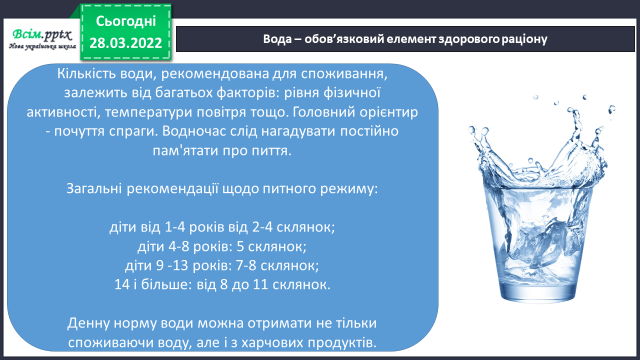 Всім.pptx
Нова українська школа
Сьогодні
28.03.2022
Вода – обов’язковий елемент здорового раціону
Кількість води, рекомендована для споживання,
залежить від багатьох факторів: рівня фізичної
активності, температури повітря тощо. Головний орієнтир
- почуття спраги. Водночас слід нагадувати постійно
пам'ятати про пиття.
Загальні рекомендації щодо питного режиму:
діти від 1-4 років від 2-4 склянок;
діти 4-8 років: 5 склянок;
діти 9 -13 років: 7-8 склянок;
14 і більше: від 8 до 11 склянок.
Денну норму води можна отримати не тільки
споживаючи воду, але і з харчових продуктів.